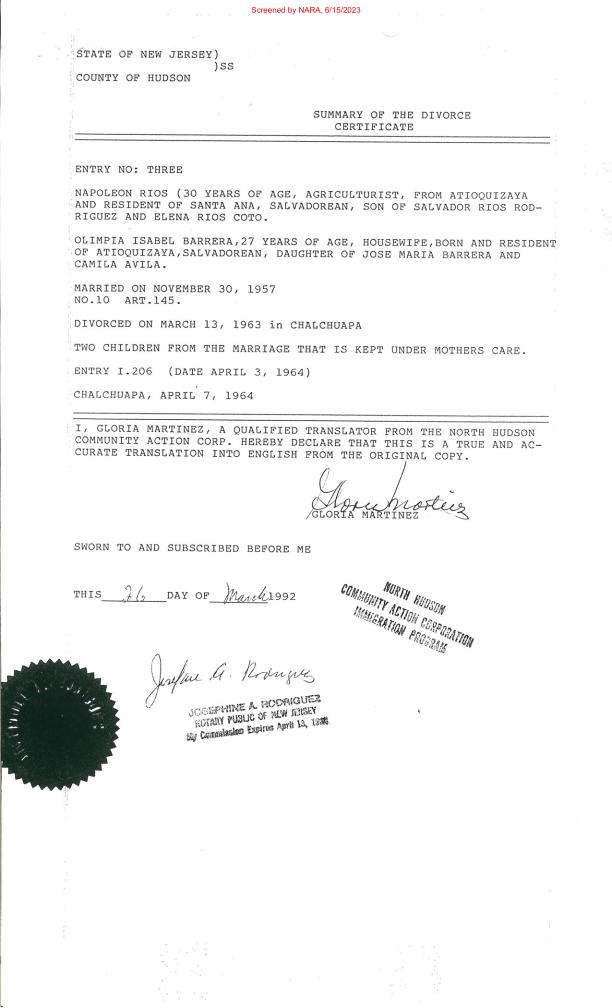 Screened by NARA, 6/15/2023
STATE OF NEW JERSEY)
)SS
COUNTY OF HUDSON
SUMMARY OF THE DIVORCE
CERTIFICATE
ENTRY NO: THREE
NAPOLEON RIOS (30 YEARS OF AGE, AGRICULTURIST, FROM ATIOQUIZAYA
AND RESIDENT OF SANTA ANA, SALVADOREAN, SON OF SALVADOR RIOS ROD-
RIGUEZ AND ELENA RIOS COTO.
OLIMPIA ISABEL BARRERA,27 YEARS OF AGE, HOUSEWIFE,BORN AND RESIDENT
OF ATIOQUIZAYA,SALVADOREAN, DAUGHTER OF JOSE MARIA BARRERA AND
CAMILA AVILA.
MARRIED ON NOVEMBER 30, 1957
NO.10 ART.145.
DIVORCED ON MARCH 13, 1963 in CHALCHUAPA
TWO CHILDREN FROM THE MARRIAGE THAT IS KEPT UNDER MOTHERS CARE.
ENTRY I.206 (DATE APRIL 3, 1964)
CHALCHUAPA, APRIL 7, 1964
I, GLORIA MARTINEZ, A QUALIFIED TRANSLATOR FROM THE NORTH HUDSON
COMMUNITY ACTION CORP. HEREBY DECLARE THAT THIS IS A TRUE AND AC-
CURATE TRANSLATION INTO ENGLISH FROM THE ORIGINAL COPY.
Gloria Martinez
GLORIA MARTINEZ
SWORN TO AND SUBSCRIBED BEFORE ME
THIS 26 DAY OF March 1992
NORTH HUDSON
COMMUNITY ACTION CORPORATION
IMMIGRATION PROGRAM
Josephine A. Rodriguez
JOSEPHINE A. RODRIGUEZ
NOTARY PUBLIC OF NEW JERSEY
My Commission Expires April 13,